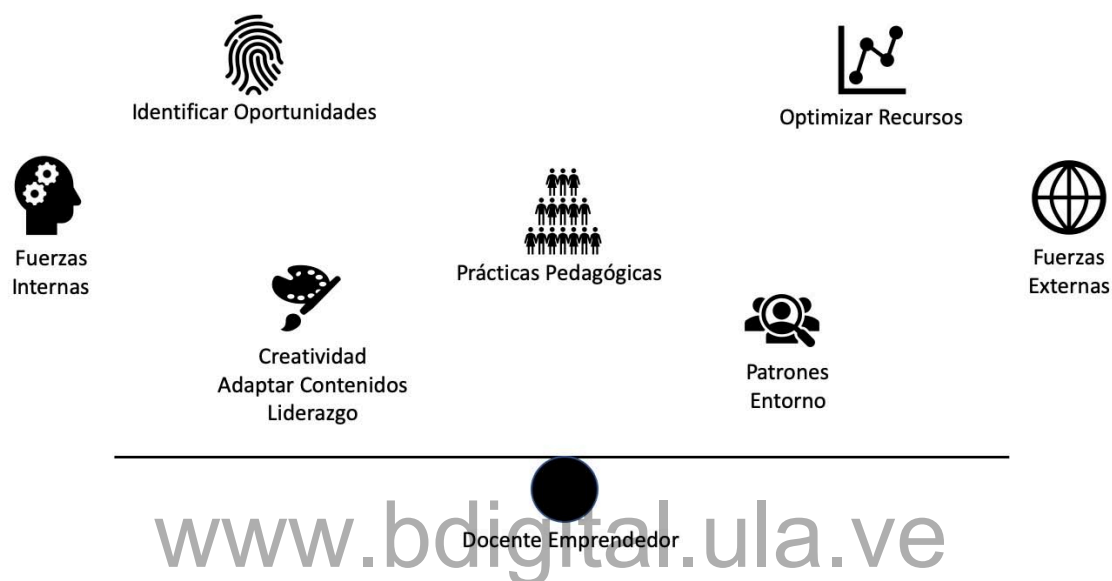 Identificar Oportunidades
Optimizar Recursos
Fuerzas
Internas
Prácticas Pedagógicas
Fuerzas
Externas
Creatividad
Adaptar Contenidos
Liderazgo
Patrones
Entorno
www.bdigital.ula.ve
Docente Emprendedor